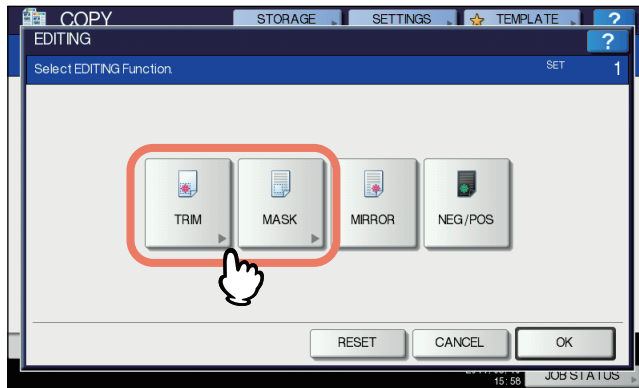 COPY STORAGE SETTINGS TEMPLATE ?
EDITING ?
Select EDITING Function. SET 1
TRIM MASK MIRROR NEG/POS
RESET CANCEL OK
15:58 JOB STATUS